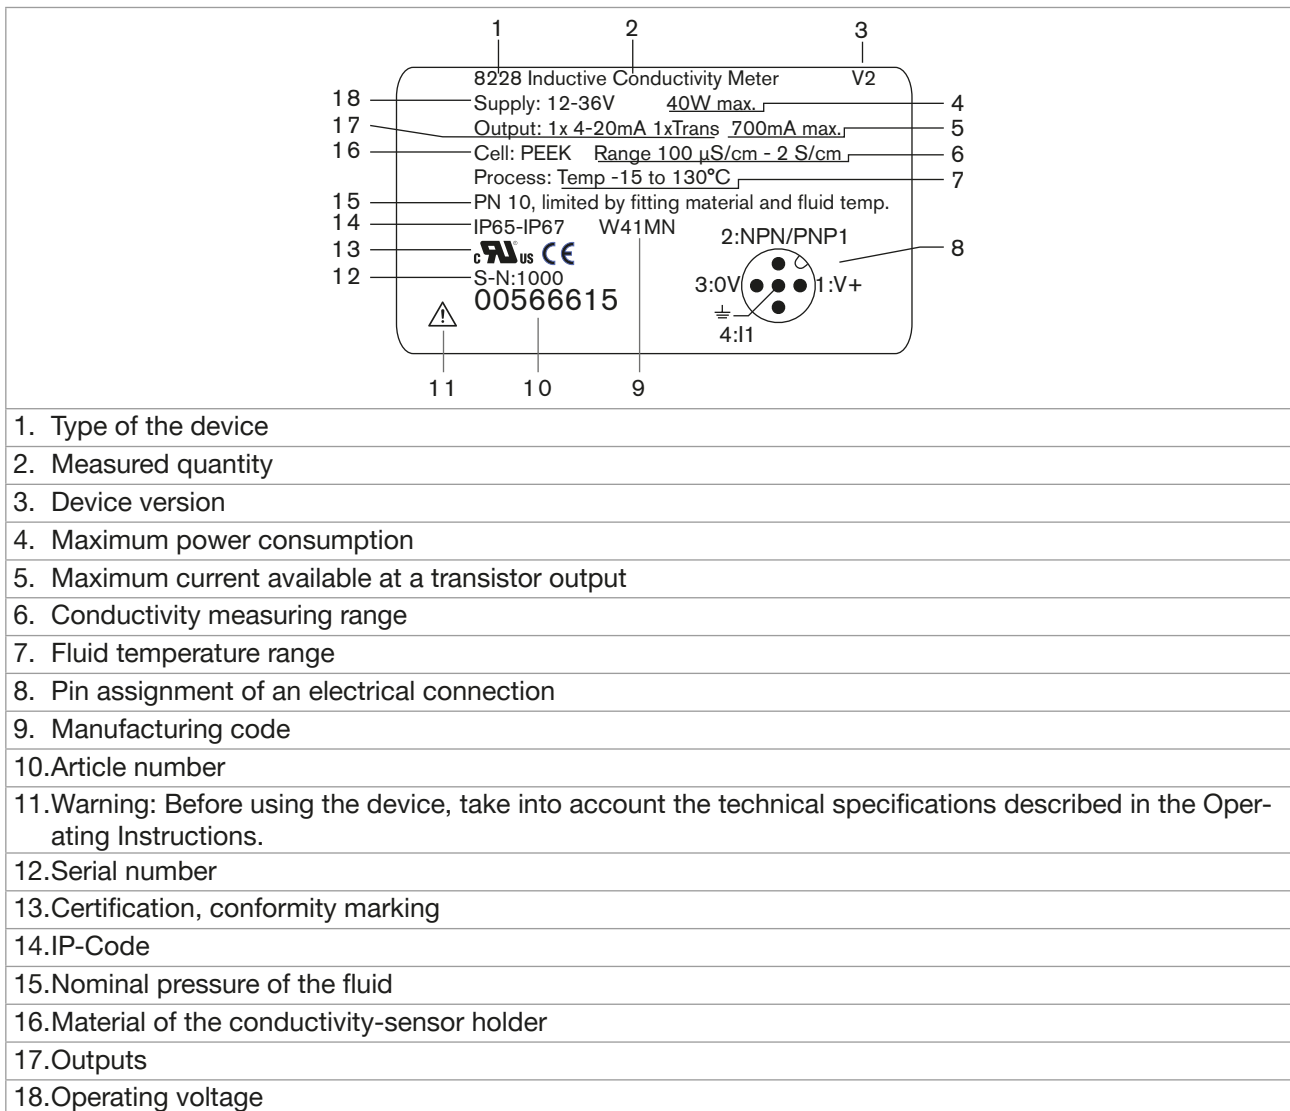 1 2 3
8228 Inductive Conductivity Meter V2
18 Supply: 12-36V 40W max. 4
17 Output: 1x 4-20mA 1xTrans 700mA max. 5
16 Cell: PEEK Range 100 µS/cm - 2 S/cm 6
Process: Temp -15 to 130°C 7
15 PN 10, limited by fitting material and fluid temp.
14 IP65-IP67 W41MN
2:NPN/PNP1
13 c RU us CE 8
12 S-N:1000
3:0V 1:V+
00566615
4:I1
11 10 9
1. Type of the device
2. Measured quantity
3. Device version
4. Maximum power consumption
5. Maximum current available at a transistor output
6. Conductivity measuring range
7. Fluid temperature range
8. Pin assignment of an electrical connection
9. Manufacturing code
10.Article number
11.Warning: Before using the device, take into account the technical specifications described in the Oper-
ating Instructions.
12.Serial number
13.Certification, conformity marking
14.IP-Code
15.Nominal pressure of the fluid
16.Material of the conductivity-sensor holder
17.Outputs
18.Operating voltage